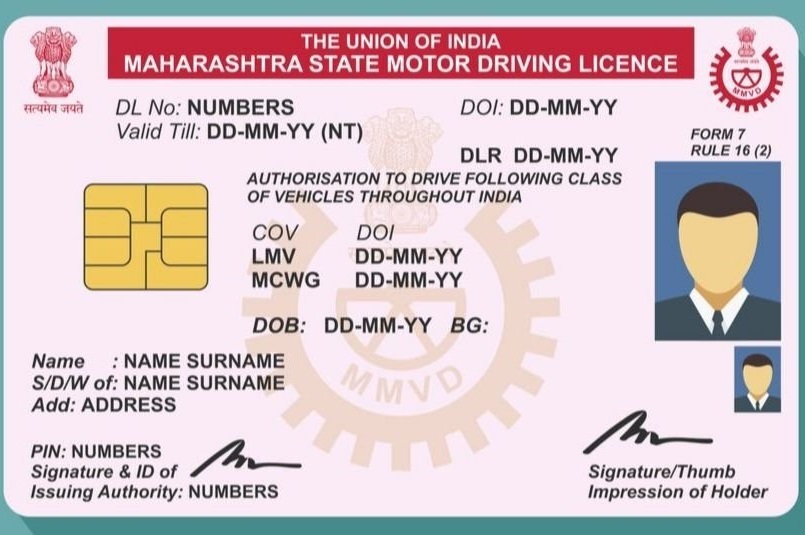 THE UNION OF INDIA
MAHARASHTRA STATE MOTOR DRIVING LICENCE
सत्यमेव जयते
MMVD
DL No: NUMBERS DOI: DD-MM-YY
Valid Till: DD-MM-YY (NT)
FORM 7
RULE 16 (2)
DLR DD-MM-YY
AUTHORISATION TO DRIVE FOLLOWING CLASS
OF VEHICLES THROUGHOUT INDIA
COV DOI
LMV DD-MM-YY
MCWG DD-MM-YY
DOB: DD-MM-YY BG:
MMVD
Name : NAME SURNAME
S/D/W of: NAME SURNAME
Add: ADDRESS
PIN: NUMBERS
Signature & ID of
Issuing Authority: NUMBERS
Signature/Thumb
Impression of Holder